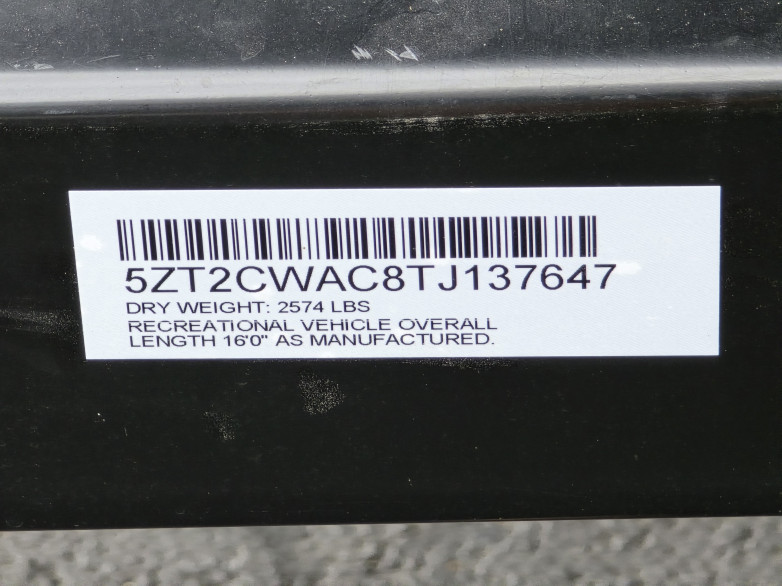 5ZT2CWAC8TJ137647
DRY WEIGHT: 2574 LBS
RECREATIONAL VEHICLE OVERALL
LENGTH 16'0" AS MANUFACTURED.